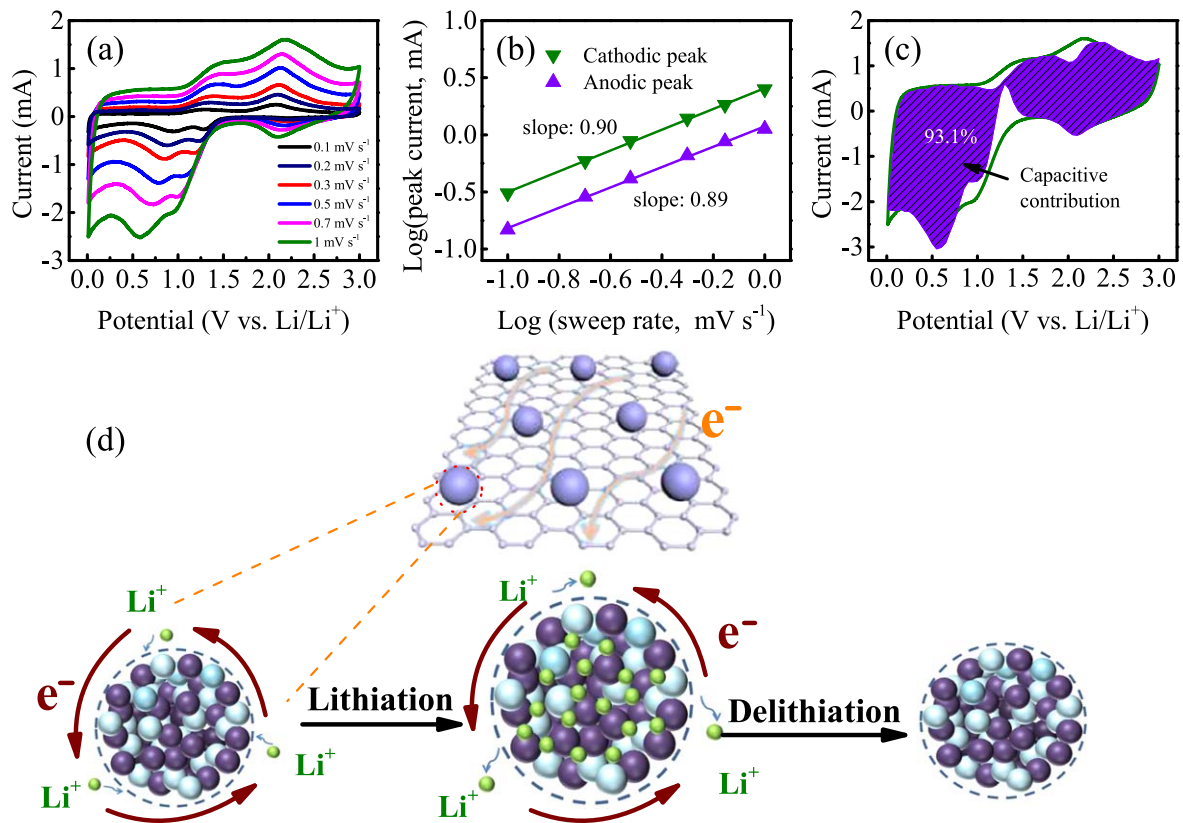 (a)
Current (mA)
2
1
0
-1
-2
-3
0.1 mV s⁻¹
0.2 mV s⁻¹
0.3 mV s⁻¹
0.5 mV s⁻¹
0.7 mV s⁻¹
1 mV s⁻¹
0.0 0.5 1.0 1.5 2.0 2.5 3.0
Potential (V vs. Li/Li⁺)
(b)
Log(peak current, mA)
1.0
0.5
0.0
-0.5
-1.0
Cathodic peak
Anodic peak
slope: 0.90
slope: 0.89
-1.0 -0.8 -0.6 -0.4 -0.2 0.0
Log (sweep rate, mV s⁻¹)
(c)
Current (mA)
2
1
0
-1
-2
-3
93.1%
Capacitive
contribution
0.0 0.5 1.0 1.5 2.0 2.5 3.0
Potential (V vs. Li/Li⁺)
(d)
e⁻
Li⁺
e⁻
Li⁺
Li⁺
Lithiation
Li⁺
e⁻
Li⁺
Li⁺
Delithiation